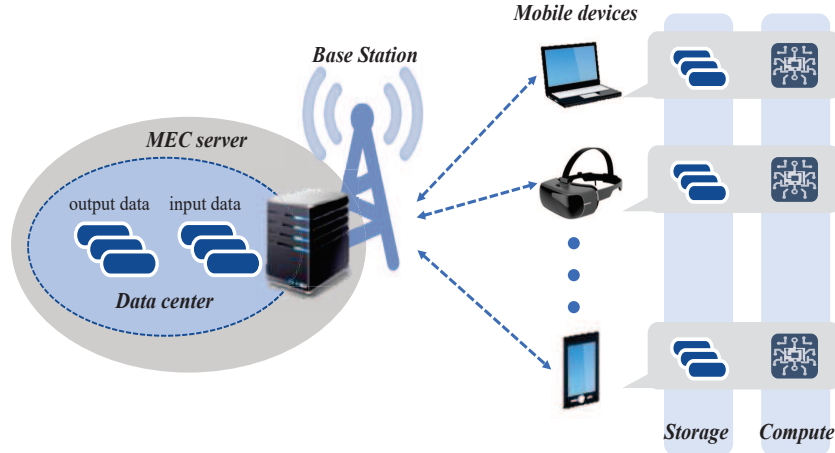 Mobile devices
Base Station
MEC server
output data
input data
Data center
Storage
Compute